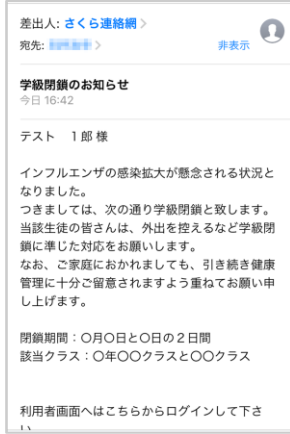 差出人: さくら連絡網
宛先:
非表示
学級閉鎖のお知らせ
今日 16:42
テスト　１郎 様
インフルエンザの感染拡大が懸念される状況と
なりました。
つきましては、次の通り学級閉鎖と致します。
当該生徒の皆さんは、外出を控えるなど学級閉
鎖に準じた対応をお願いします。
なお、ご家庭におかれましても、引き続き健康
管理に十分ご留意されますよう重ねてお願い申
し上げます。
閉鎖期間：〇月〇日と〇日の２日間
該当クラス：〇年〇〇クラスと〇〇クラス
利用者画面へはこちらからログインして下さ